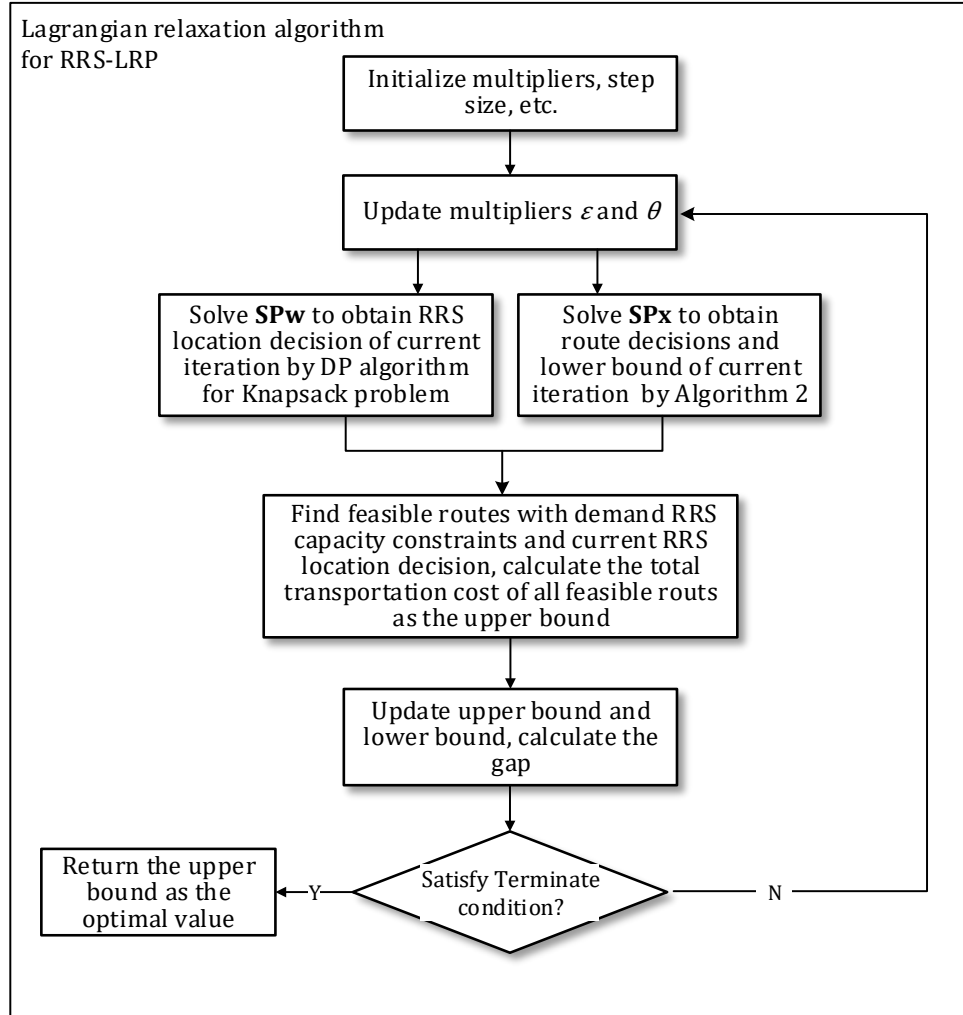 Lagrangian relaxation algorithm
for RRS-LRP
Initialize multipliers, step
size, etc.
Update multipliers ε and θ
Solve SPw to obtain RRS
location decision of current
iteration by DP algorithm
for Knapsack problem
Solve SPx to obtain
route decisions and
lower bound of current
iteration by Algorithm 2
Find feasible routes with demand RRS
capacity constraints and current RRS
location decision, calculate the total
transportation cost of all feasible routs
as the upper bound
Update upper bound and
lower bound, calculate the
gap
Satisfy Terminate
condition?
Y
N
Return the upper
bound as the
optimal value